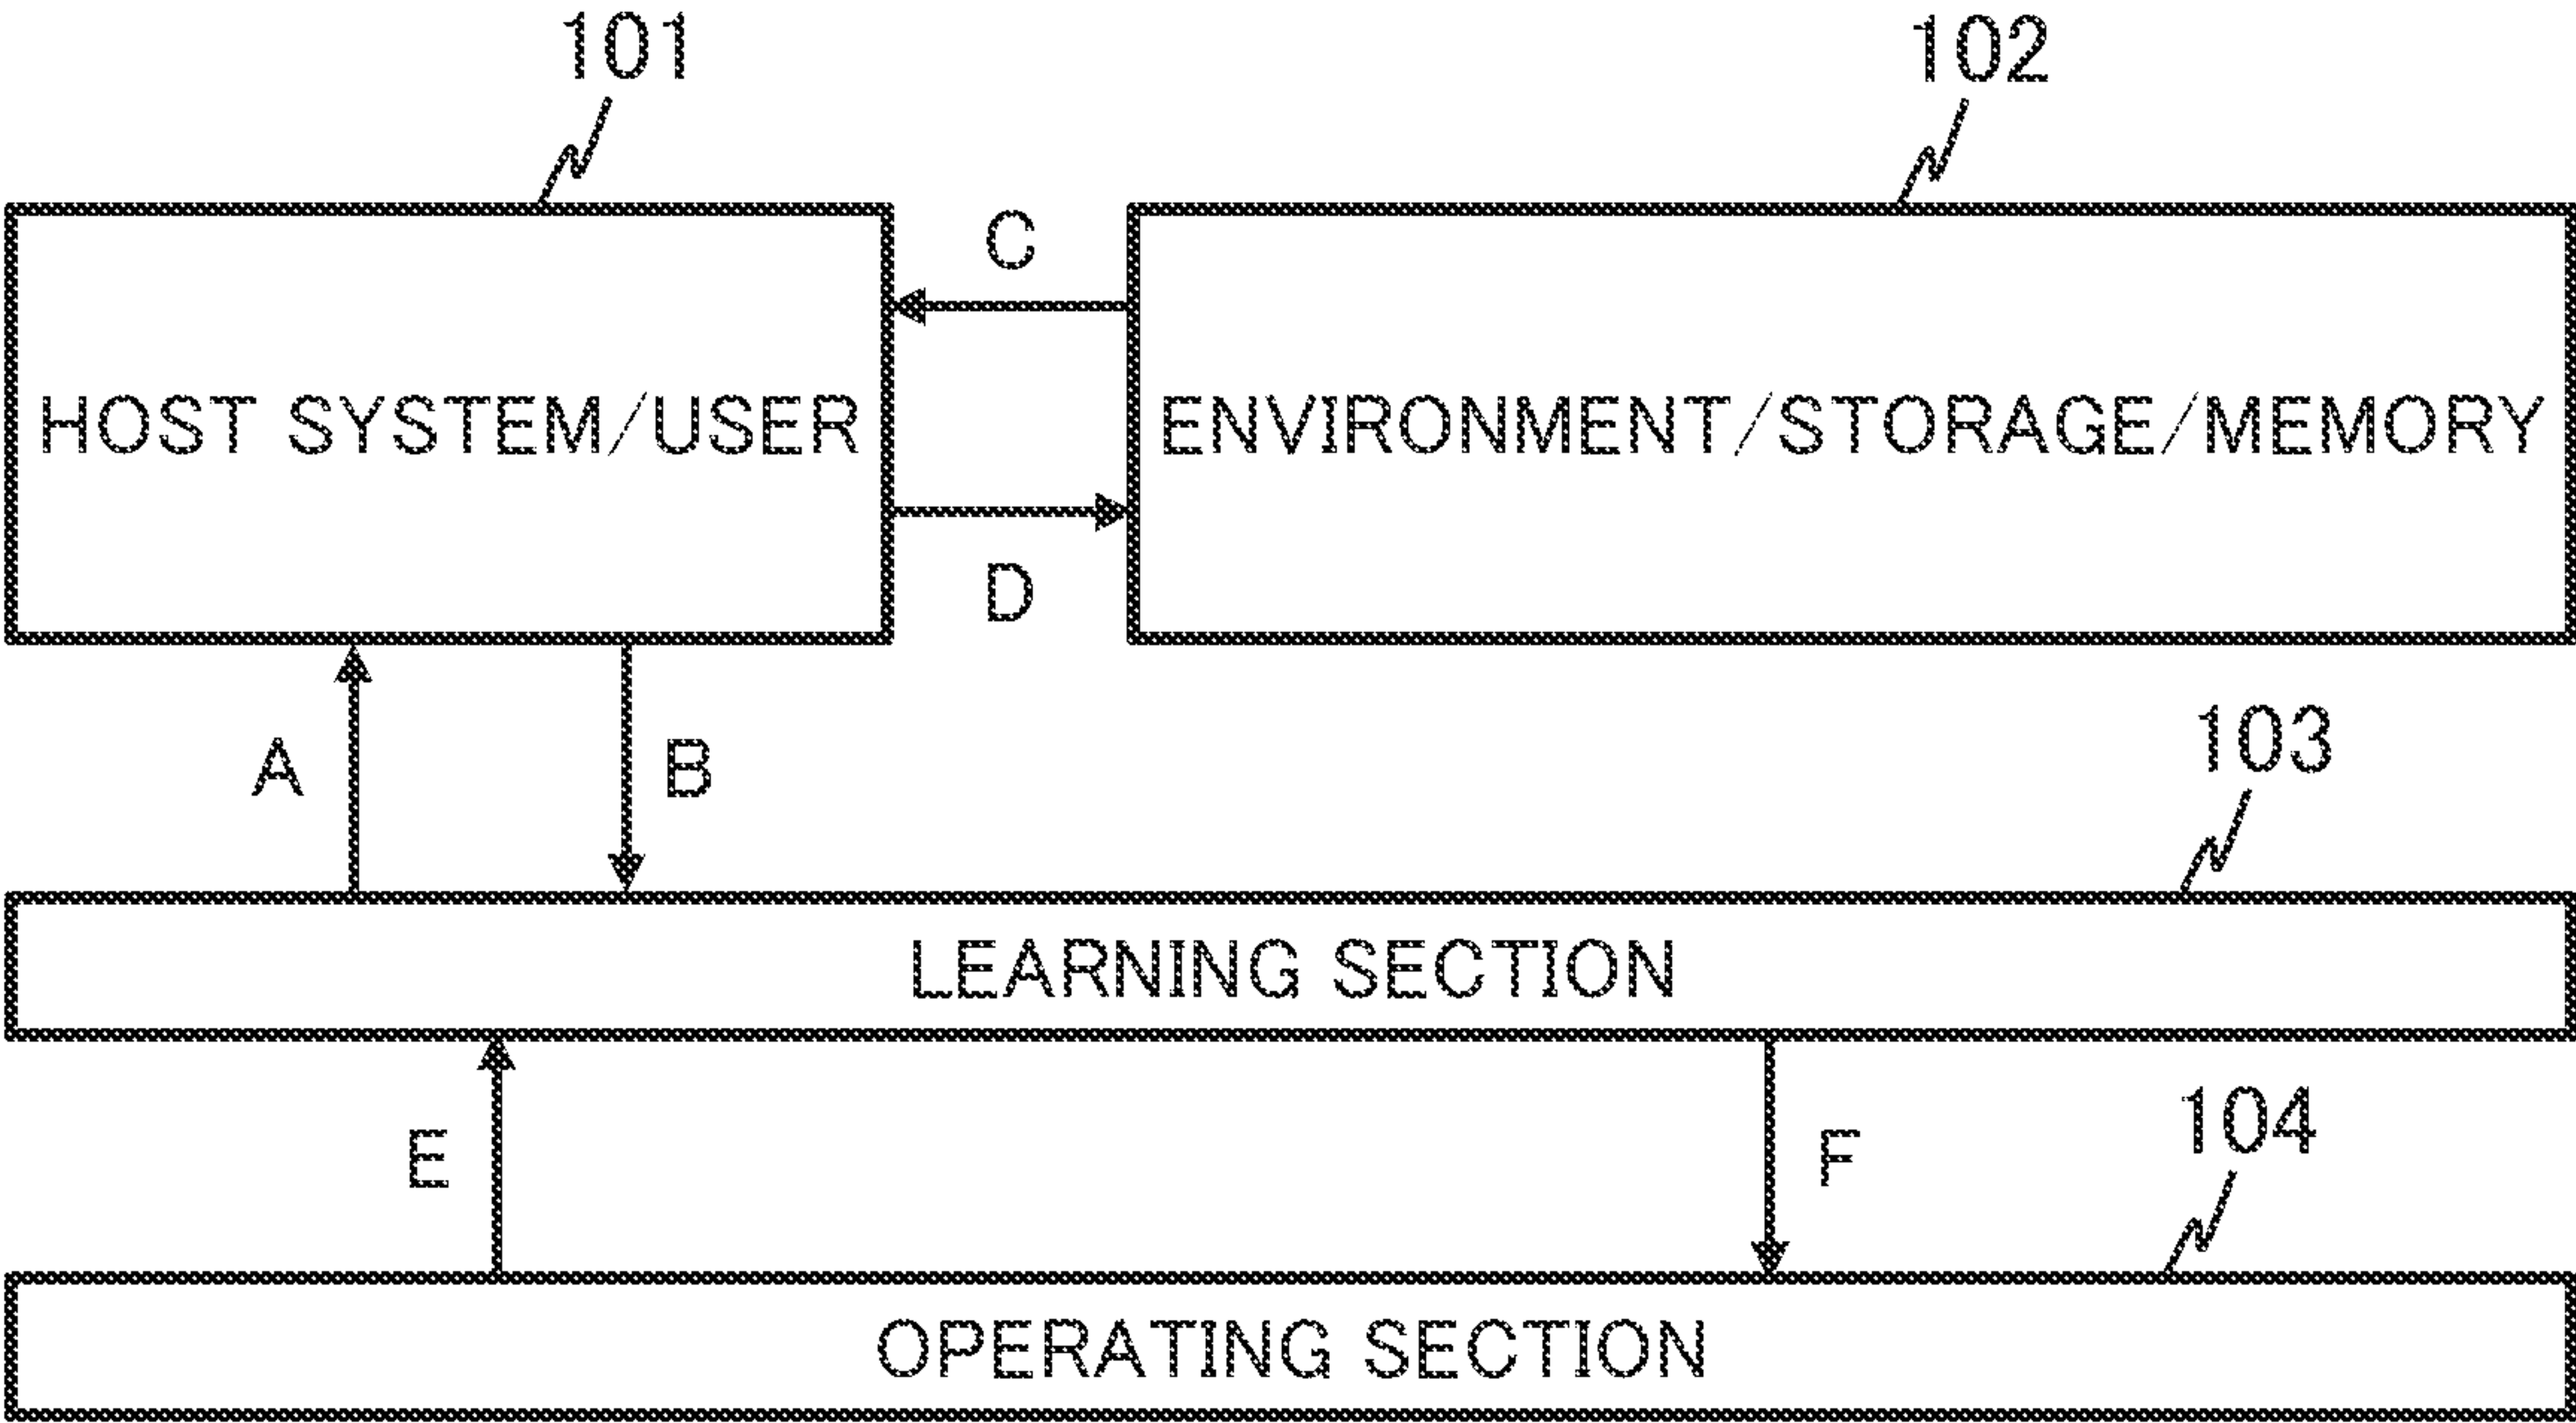 101
102
C
HOST SYSTEM/USER
ENVIRONMENT/STORAGE/MEMORY
D
A
B
103
LEARNING SECTION
E
F
104
OPERATING SECTION